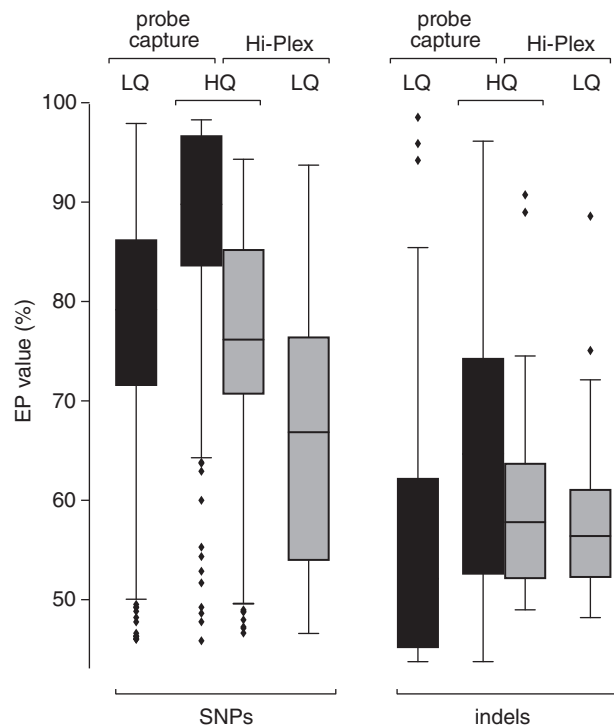 probe
capture
Hi-Plex
LQ
HQ
LQ
probe
capture
Hi-Plex
LQ
HQ
LQ
EP value (%)
100
90
80
70
60
50
SNPs
indels